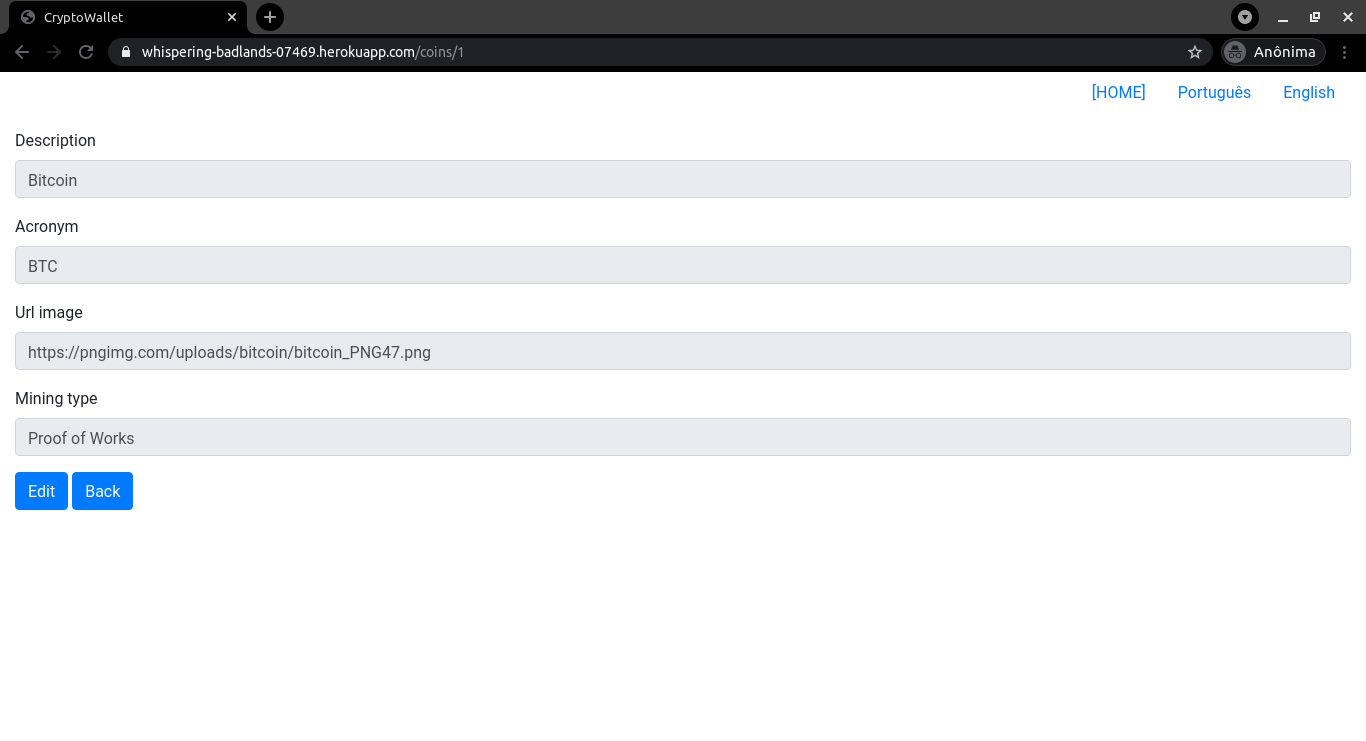 CryptoWallet
whispering-badlands-07469.herokuapp.com/coins/1
Anônima
[HOME] Português English
Description
Bitcoin
Acronym
BTC
Url image
https://pngimg.com/uploads/bitcoin/bitcoin_PNG47.png
Mining type
Proof of Works
Edit Back